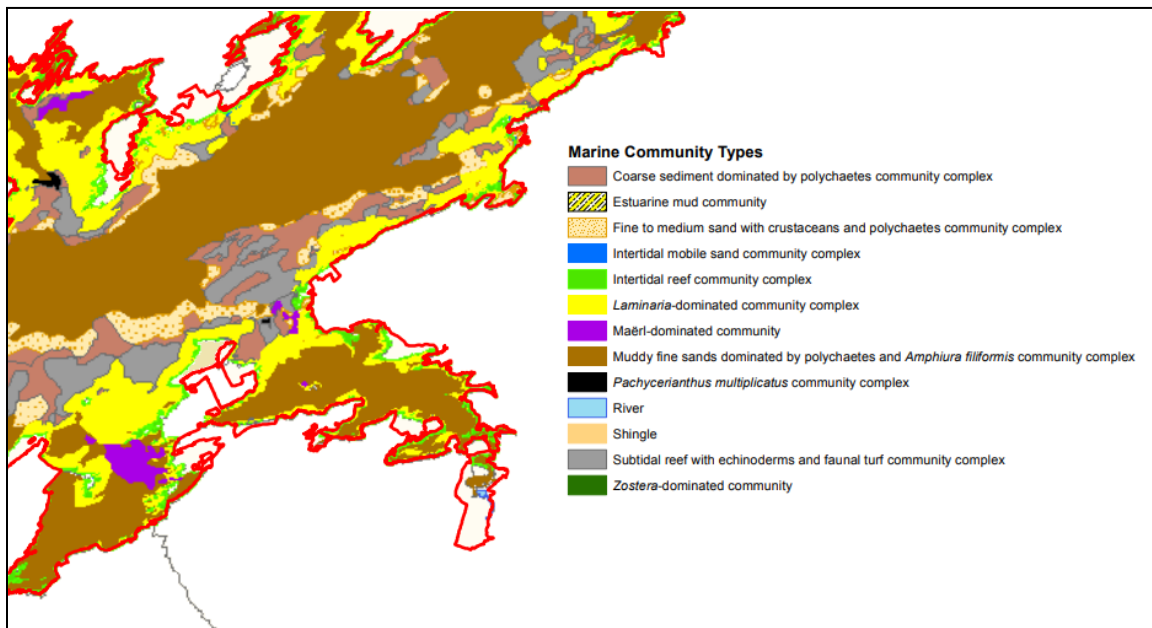 Marine Community Types
Coarse sediment dominated by polychaetes community complex
Estuarine mud community
Fine to medium sand with crustaceans and polychaetes community complex
Intertidal mobile sand community complex
Intertidal reef community complex
Laminaria-dominated community complex
Maërl-dominated community
Muddy fine sands dominated by polychaetes and Amphiura filiformis community complex
Pachycerianthus multiplicatus community complex
River
Shingle
Subtidal reef with echinoderms and faunal turf community complex
Zostera-dominated community